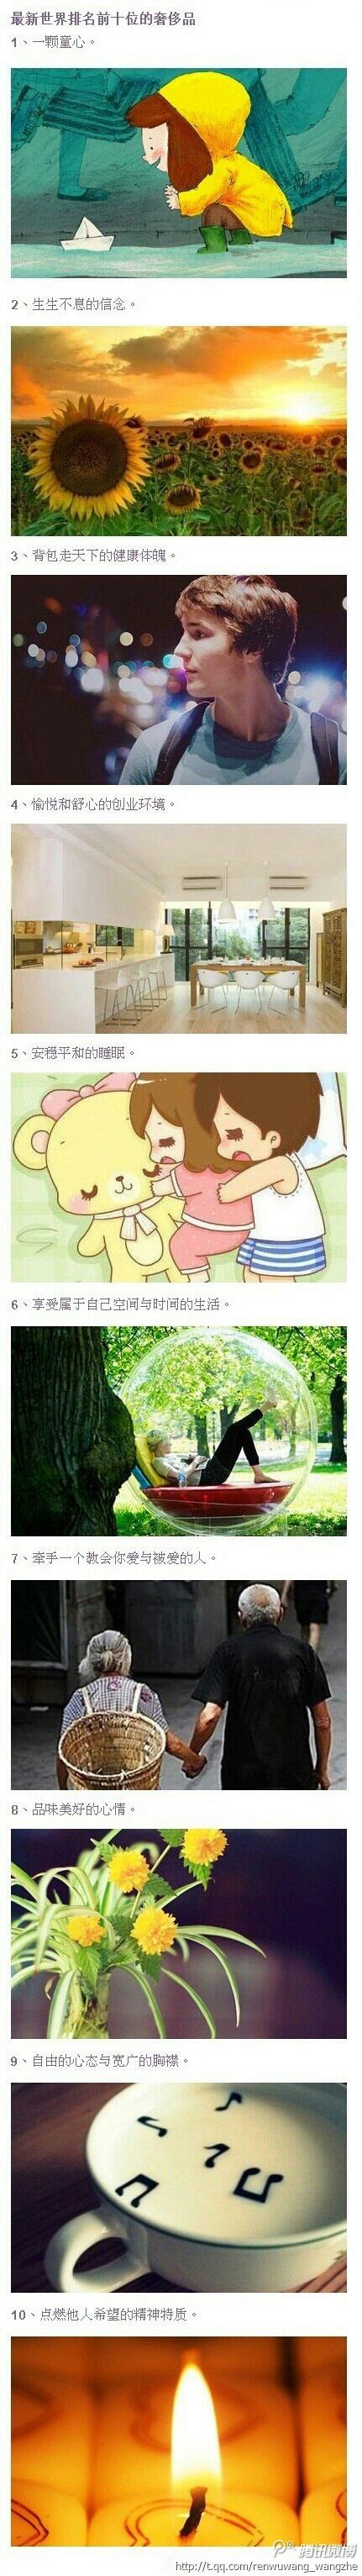 最新世界排名前十位的奢侈品
1、一颗童心。
2、生生不息的信念。
3、背包走天下的健康体魄。
4、愉悦和舒心的创业环境。
5、安稳平和的睡眠。
6、享受属于自己空间与时间的生活。
7、牵手一个教会你爱与被爱的人。
8、品味美好的心情。
9、自由的心态与宽广的胸襟。
10、点燃他人希望的精神特质。
腾讯微博
http://t.qq.com/renwuwang_wangzhe